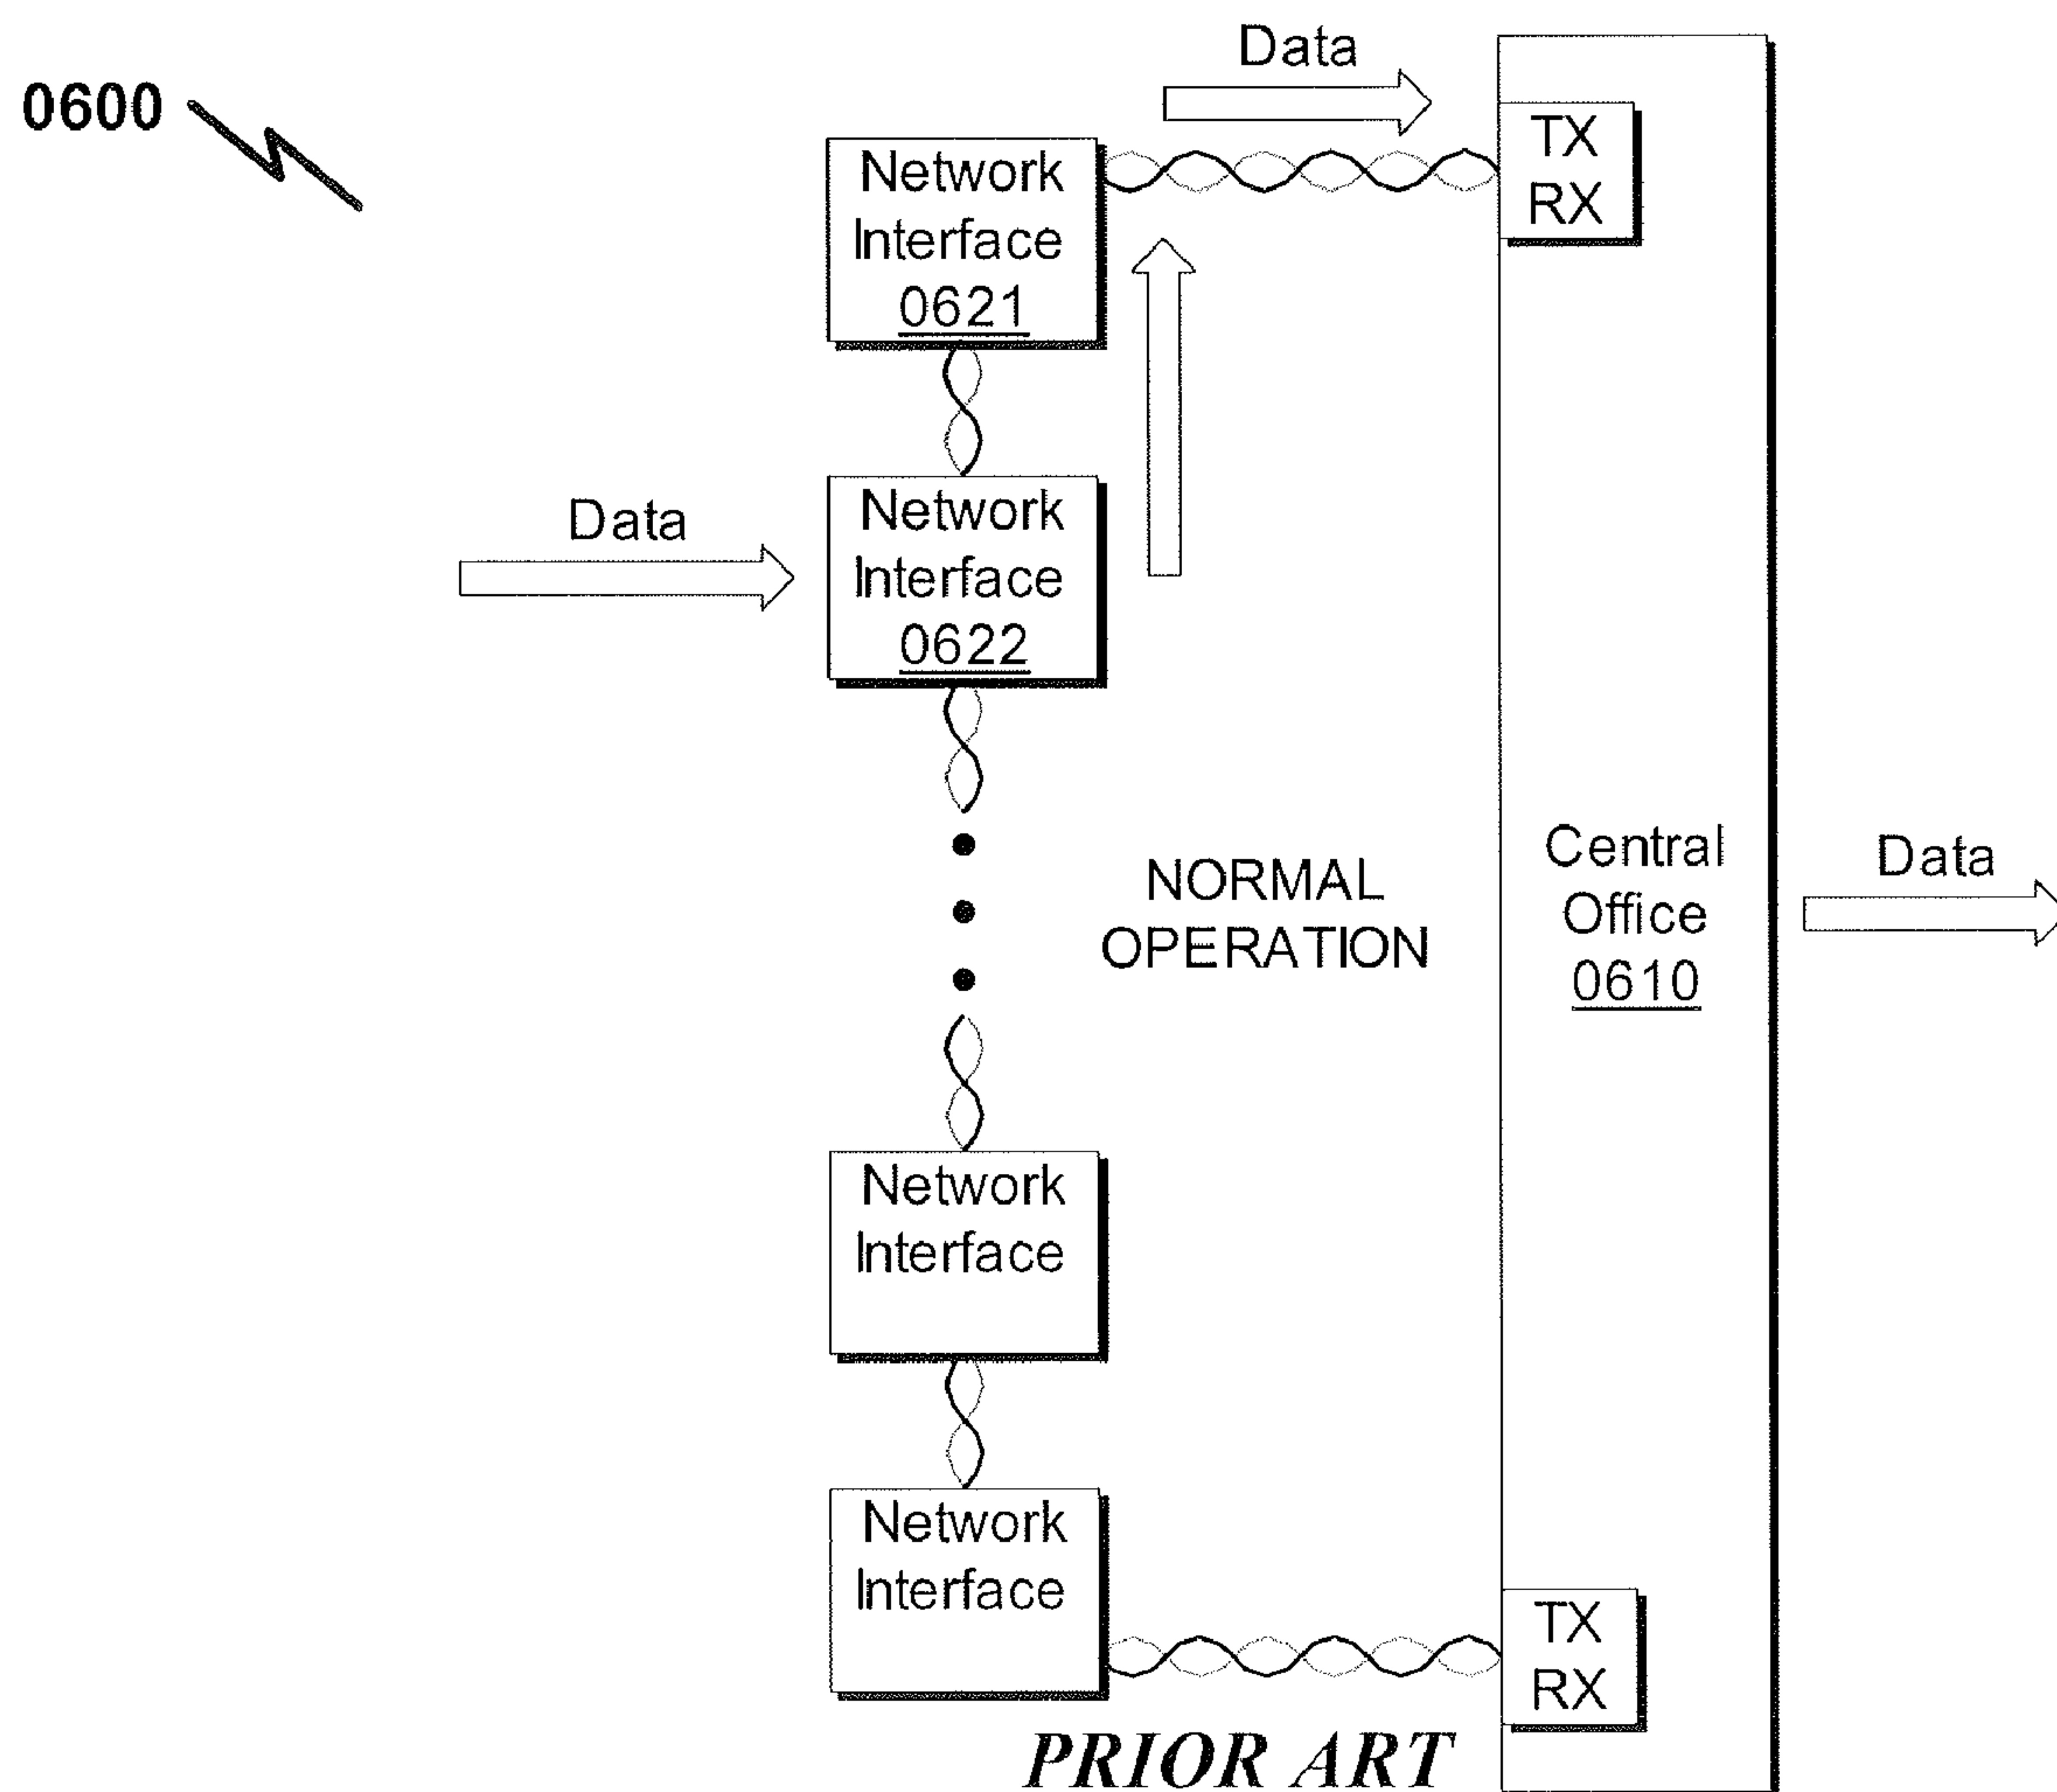 Data
0600
Network
Interface
0621
TX
RX
Data
Network
Interface
0622
NORMAL
OPERATION
Central
Office
0610
Data
Network
Interface
Network
Interface
TX
RX
PRIOR ART